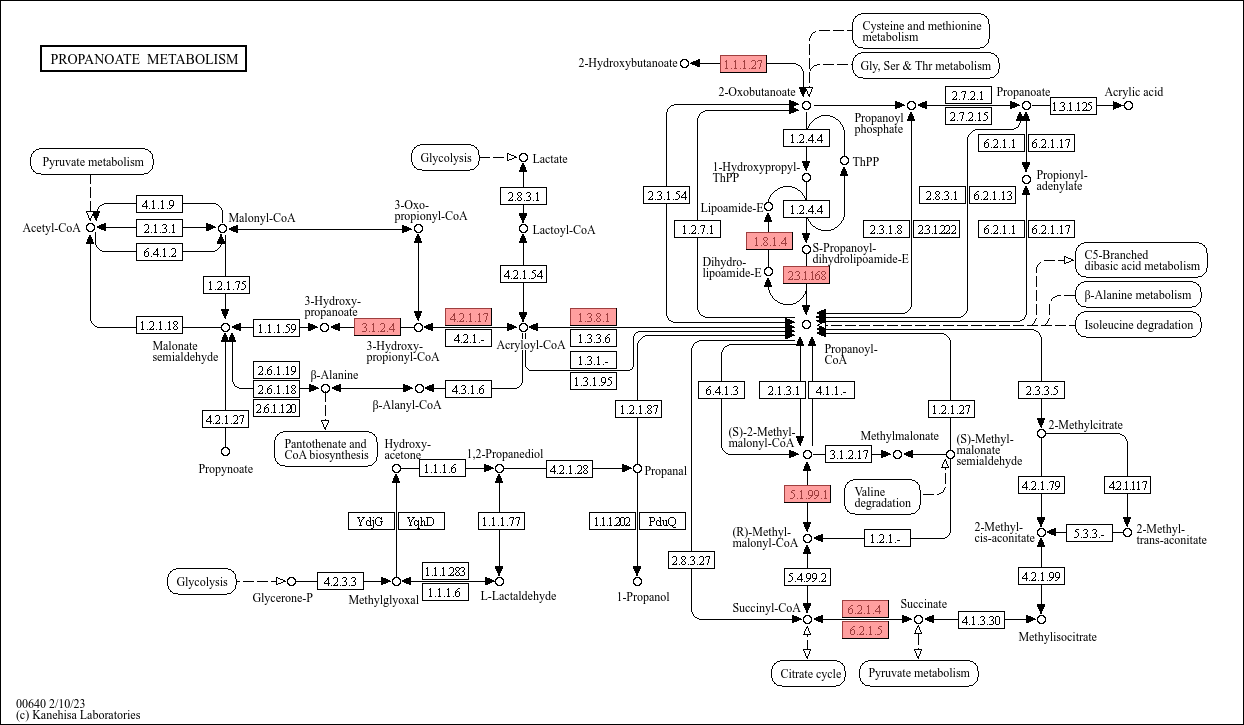 PROPANOATE METABOLISM
Cysteine and methionine
metabolism
Gly, Ser & Thr metabolism
2-Hydroxybutanoate
1.1.1.27
2-Oxobutanoate
Propanoyl
phosphate
2.7.2.1
2.7.2.15
Propanoate
1.3.1.125
Acrylic acid
1.2.4.4
ThPP
1-Hydroxypropyl-
ThPP
6.2.1.1
6.2.1.17
Propionyl-
adenylate
2.3.1.54
Lipoamide-E
1.2.4.4
2.8.3.1
6.2.1.13
1.2.7.1
1.8.1.4
S-Propanoyl-
dihydrolipoamide-E
2.3.1.8
2.3.1.222
6.2.1.1
6.2.1.17
Dihydro-
lipoamide-E
2.3.1.168
C5-Branched
dibasic acid metabolism
β-Alanine metabolism
Isoleucine degradation
Pyruvate metabolism
Glycolysis
Lactate
4.1.1.9
2.1.3.1
6.4.1.2
Acetyl-CoA
Malonyl-CoA
3-Oxo-
propionyl-CoA
2.8.3.1
Lactoyl-CoA
1.2.1.75
4.2.1.54
3-Hydroxy-
propanoate
1.2.1.18
1.1.1.59
3.1.2.4
4.2.1.17
4.2.1.-
1.3.8.1
1.3.3.6
1.3.1.-
1.3.1.95
Malonate
semialdehyde
3-Hydroxy-
propionyl-CoA
Acryloyl-CoA
Propanoyl-
CoA
2.6.1.19
2.6.1.18
2.6.1.120
β-Alanine
β-Alanyl-CoA
4.3.1.6
6.4.1.3
2.1.3.1
4.1.1.-
1.2.1.27
2.3.3.5
4.2.1.27
1.2.1.87
Propynoate
Pantothenate and
CoA biosynthesis
Hydroxy-
acetone
1.1.1.6
1,2-Propanediol
4.2.1.28
Propanal
(S)-2-Methyl-
malonyl-CoA
Methylmalonate
3.1.2.17
(S)-Methyl-
malonate
semialdehyde
2-Methylcitrate
Valine
degradation
5.1.99.1
4.2.1.79
4.2.1.117
YdjG
YqhD
1.1.1.77
1.1.1.202
PduQ
(R)-Methyl-
malonyl-CoA
1.2.1.-
2-Methyl-
cis-aconitate
5.3.3.-
2-Methyl-
trans-aconitate
2.8.3.27
Glycolysis
4.2.3.3
1.1.1.283
1.1.1.6
Glycerone-P
Methylglyoxal
L-Lactaldehyde
1-Propanol
5.4.99.2
4.2.1.99
Succinyl-CoA
6.2.1.4
6.2.1.5
Succinate
4.1.3.30
Methylisocitrate
Citrate cycle
Pyruvate metabolism
00640 2/10/23
(c) Kanehisa Laboratories